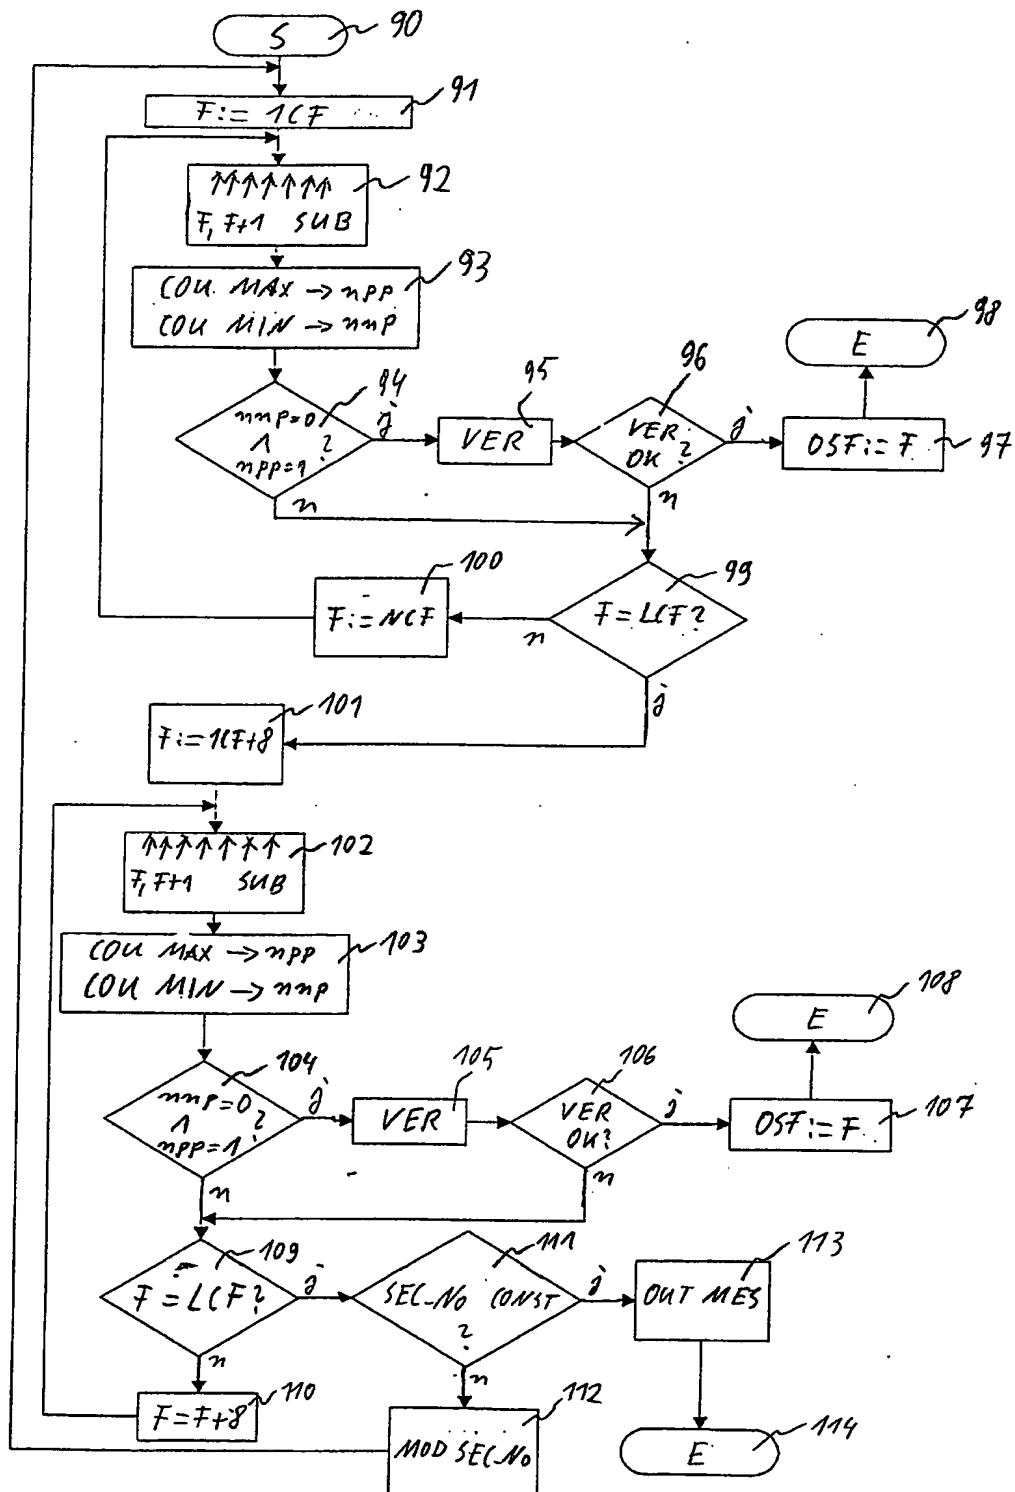 S
90
F:= 1CF
91
92
F, F+1 SUB
93
COU MAX → npp
COU MIN → nnp
98
E
94
nnp=0
∧ ?
npp=1
j
n
95
VER
96
VER
OK ?
j
n
OSF:= F
97
99
F = LCF?
n
j
100
F:= NCF
101
F:= 1CF+8
102
F, F+1 SUB
103
COU MAX → npp
COU MIN → nnp
108
E
104
nnp=0
∧ ?
npp=1
j
n
105
VER
106
VER
OK?
j
n
OSF:= F
107
109
F = LCF?
j
n
111
SEC_No CONST
?
j
n
113
OUT MES
110
F=F+8
112
MOD SEC_No
E
114